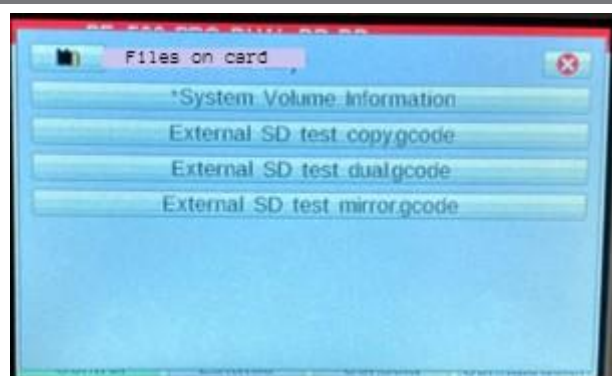 Files on card
*System Volume Information
External SD test copy.gcode
External SD test dual.gcode
External SD test mirror.gcode